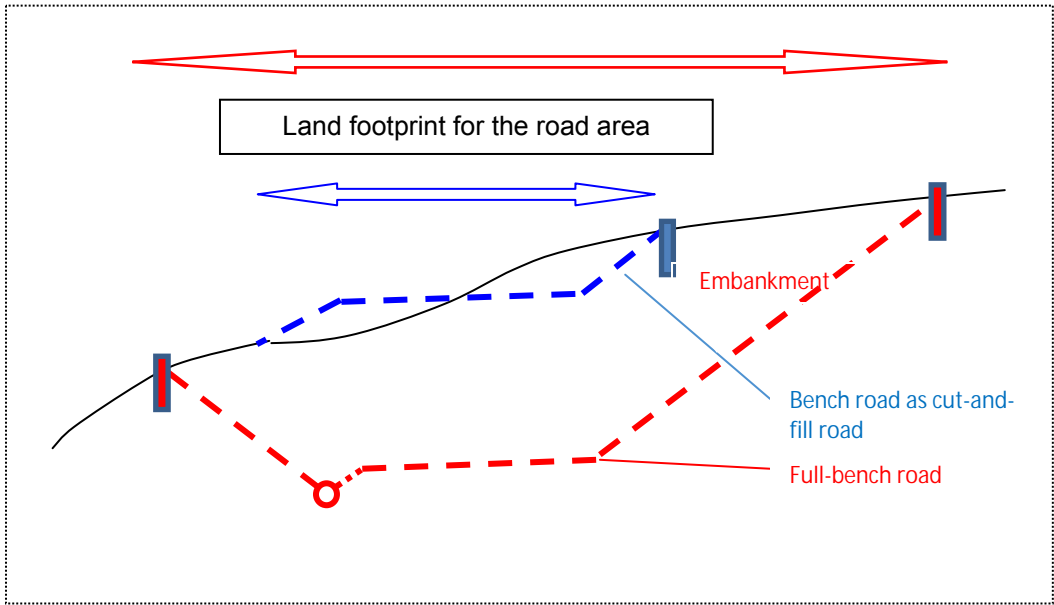 Land footprint for the road area
Embankment
Bench road as cut-and-
fill road
Full-bench road